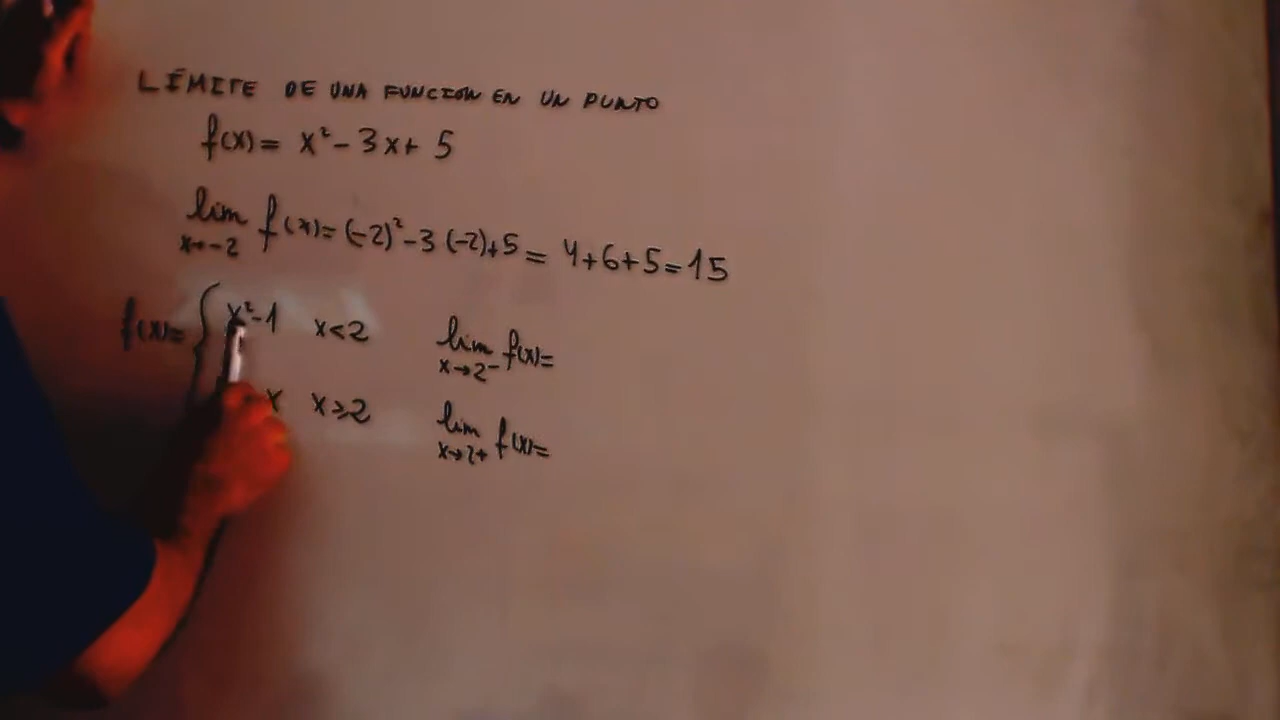 LÍMITE DE UNA FUNCION EN UN PUNTO
f(x) = x² - 3x + 5
lim x→-2 f(x) = (-2)² - 3 (-2) + 5 = 4 + 6 + 5 = 15
f(x) = { x² - 1 x < 2 lim x→2⁻ f(x) =
x x ≥ 2 lim x→2+ f(x) =